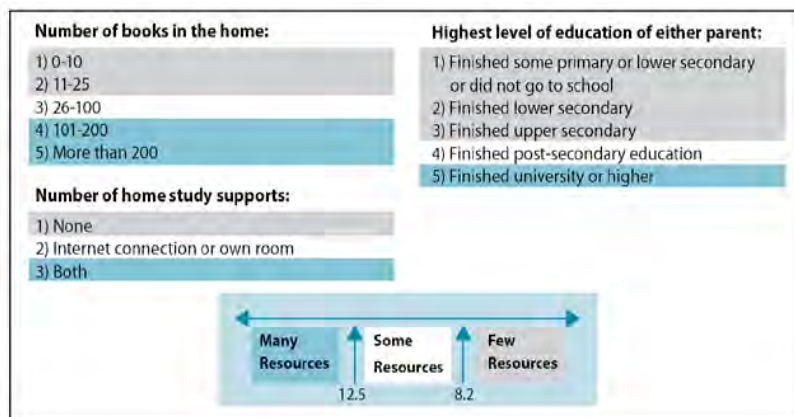 Number of books in the home:
1) 0-10
2) 11-25
3) 26-100
4) 101-200
5) More than 200
Number of home study supports:
1) None
2) Internet connection or own room
3) Both
Highest level of education of either parent:
1) Finished some primary or lower secondary
or did not go to school
2) Finished lower secondary
3) Finished upper secondary
4) Finished post-secondary education
5) Finished university or higher
Many
Resources
Some
Resources
Few
Resources
12.5
8.2